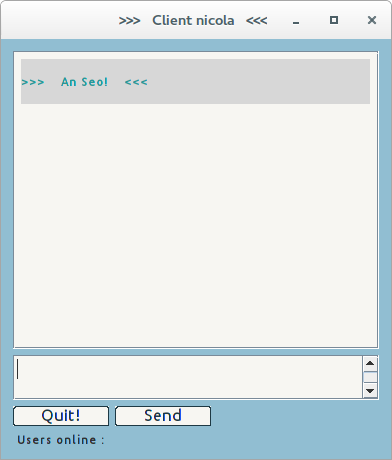 >>> Client nicola <<<
>>> An Seo! <<<
Quit!
Send
Users online :